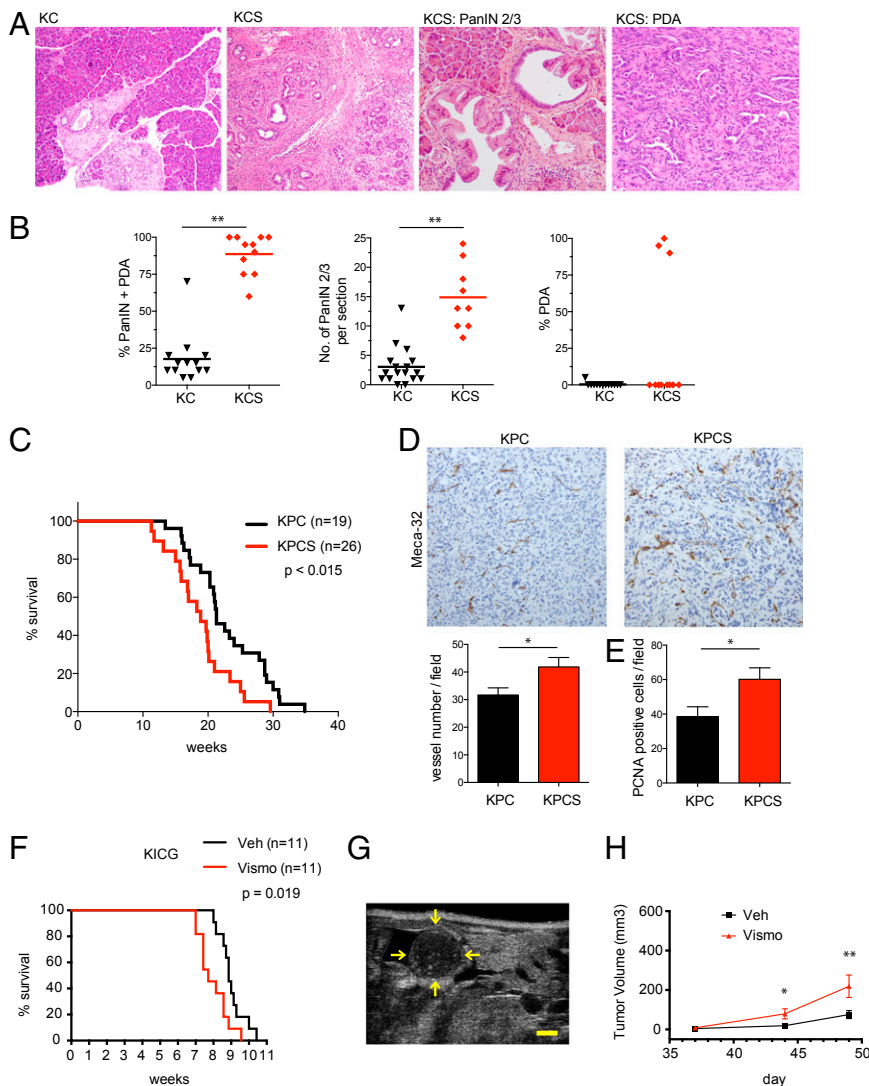 A
KC
KCS
KCS: PanIN 2/3
KCS: PDA
B
% PanIN + PDA
100
75
50
25
0
**
KC
KCS
No. of PanIN 2/3
per section
25
20
15
10
5
0
**
KC
KCS
% PDA
100
75
50
25
0
KC
KCS
C
% survival
100
80
60
40
20
0
KPC (n=19)
KPCS (n=26)
p < 0.015
0
10
20
30
40
weeks
D
KPC
KPCS
Meca-32
vessel number / field
50
40
30
20
10
0
*
KPC
KPCS
E
PCNA positive cells / field
80
60
40
20
0
*
KPC
KPCS
F
KICG
Veh (n=11)
Vismo (n=11)
p = 0.019
% survival
100
80
60
40
20
0
0 1 2 3 4 5 6 7 8 9 10 11
weeks
G
H
Tumor Volume (mm3)
600
400
200
0
Veh
Vismo
*
**
35
40
45
50
day